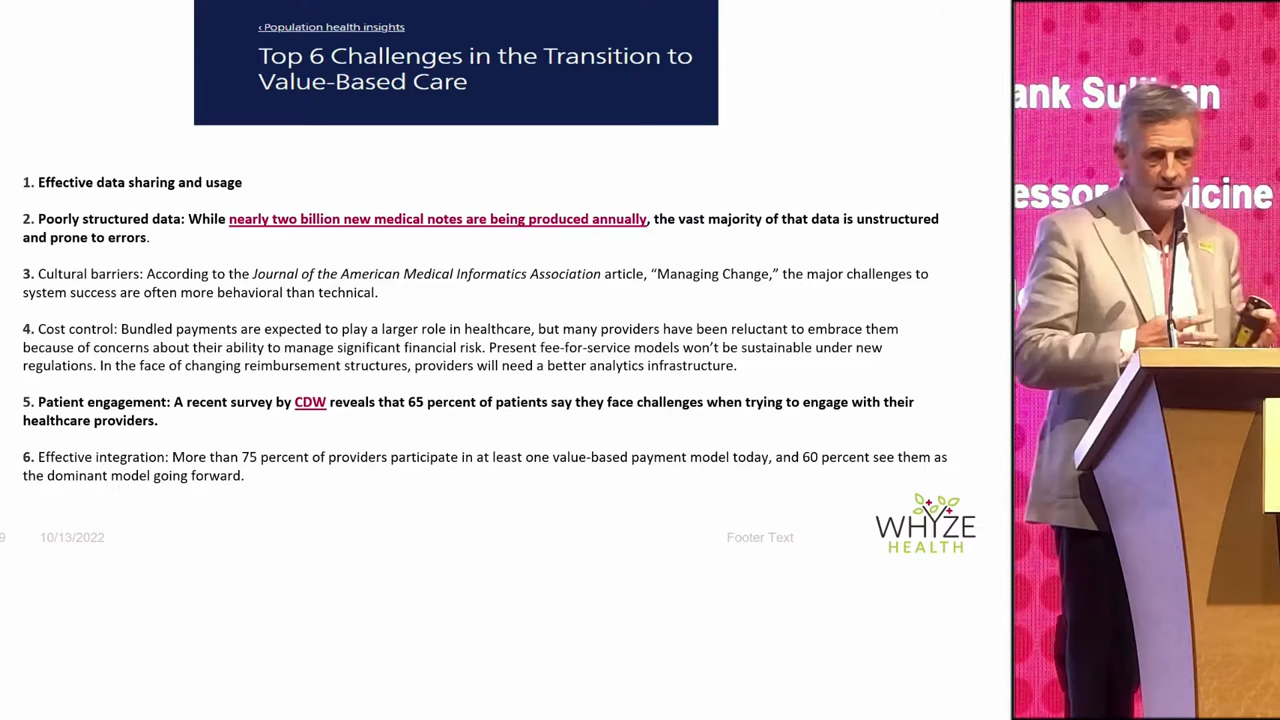 ‹ Population health insights
Top 6 Challenges in the Transition to
Value-Based Care
1. Effective data sharing and usage
2. Poorly structured data: While nearly two billion new medical notes are being produced annually, the vast majority of that data is unstructured
and prone to errors.
3. Cultural barriers: According to the Journal of the American Medical Informatics Association article, “Managing Change,” the major challenges to
system success are often more behavioral than technical.
4. Cost control: Bundled payments are expected to play a larger role in healthcare, but many providers have been reluctant to embrace them
because of concerns about their ability to manage significant financial risk. Present fee-for-service models won’t be sustainable under new
regulations. In the face of changing reimbursement structures, providers will need a better analytics infrastructure.
5. Patient engagement: A recent survey by CDW reveals that 65 percent of patients say they face challenges when trying to engage with their
healthcare providers.
6. Effective integration: More than 75 percent of providers participate in at least one value-based payment model today, and 60 percent see them as
the dominant model going forward.
9 10/13/2022 Footer Text
WHYZE
HEALTH
ank
essor